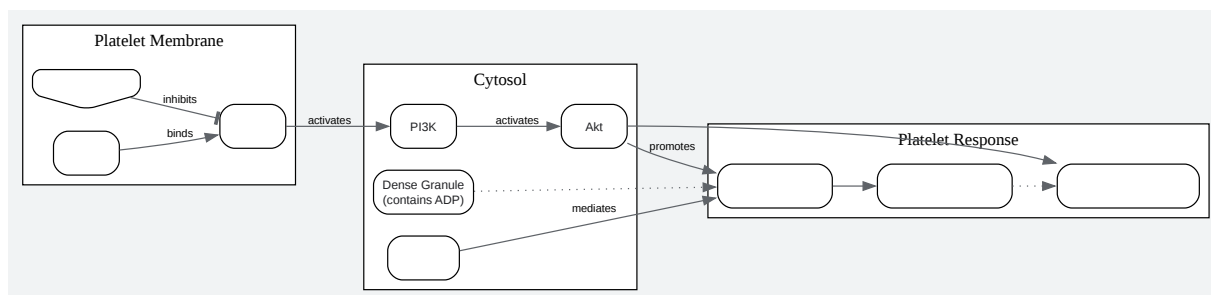 Platelet Membrane
inhibits
binds
activates
Cytosol
PI3K
activates
Akt
Dense Granule
(contains ADP)
promotes
mediates
Platelet Response